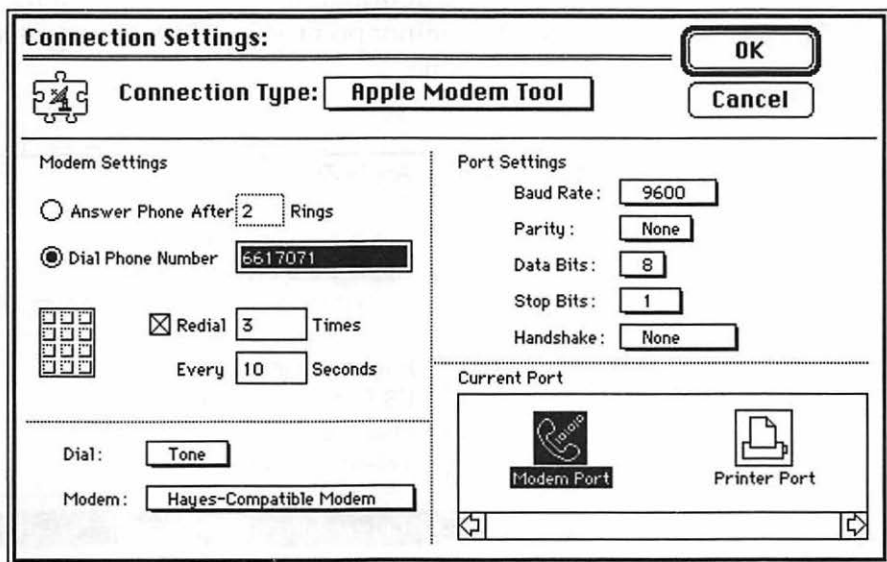 Connection Settings:
OK
Connection Type: Apple Modem Tool
Cancel
Modem Settings
Answer Phone After 2 Rings
Dial Phone Number 6617071
Redial 3 Times
Every 10 Seconds
Dial: Tone
Modem: Hayes-Compatible Modem
Port Settings
Baud Rate: 9600
Parity: None
Data Bits: 8
Stop Bits: 1
Handshake: None
Current Port
Modem Port
Printer Port